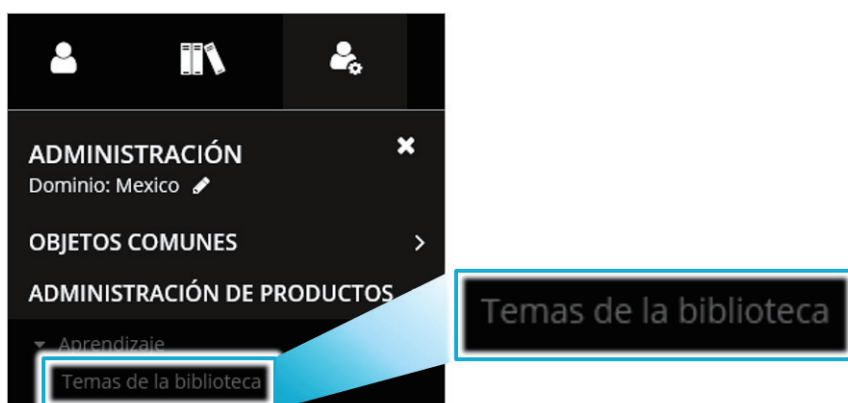 ADMINISTRACIÓN
Dominio: Mexico
OBJETOS COMUNES
ADMINISTRACIÓN DE PRODUCTOS
Aprendizaje
Temas de la biblioteca
Temas de la biblioteca